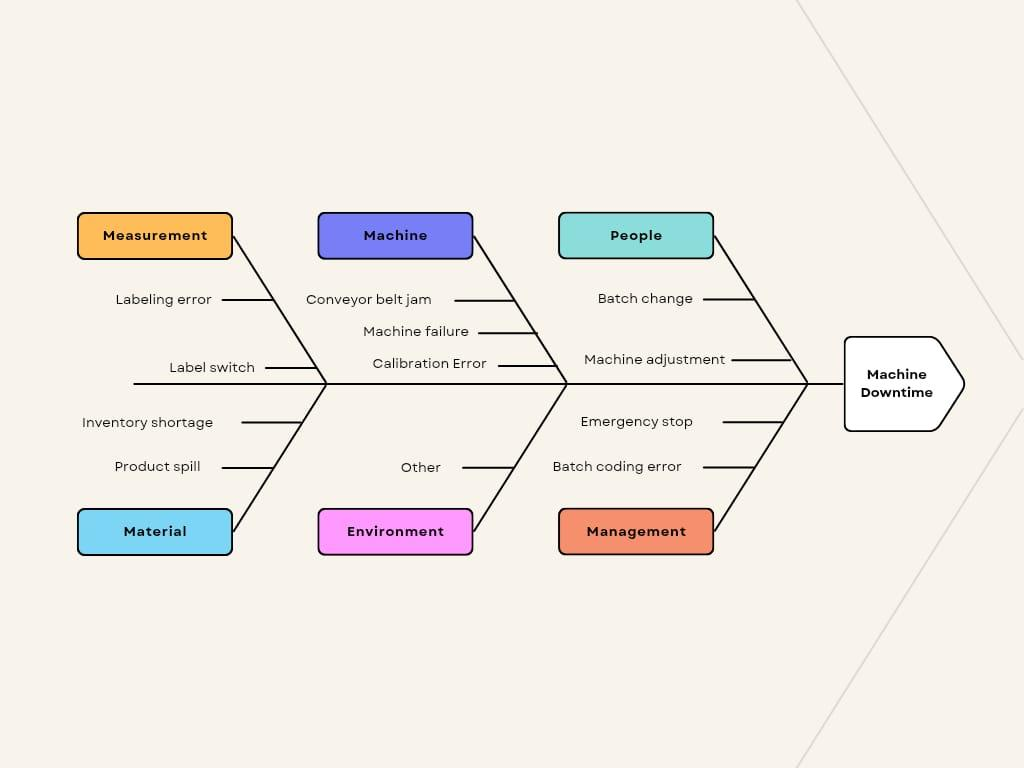 Measurement
Machine
People
Labeling error
Conveyor belt jam
Batch change
Machine failure
Label switch
Calibration Error
Machine adjustment
Machine
Downtime
Inventory shortage
Emergency stop
Product spill
Other
Batch coding error
Material
Environment
Management